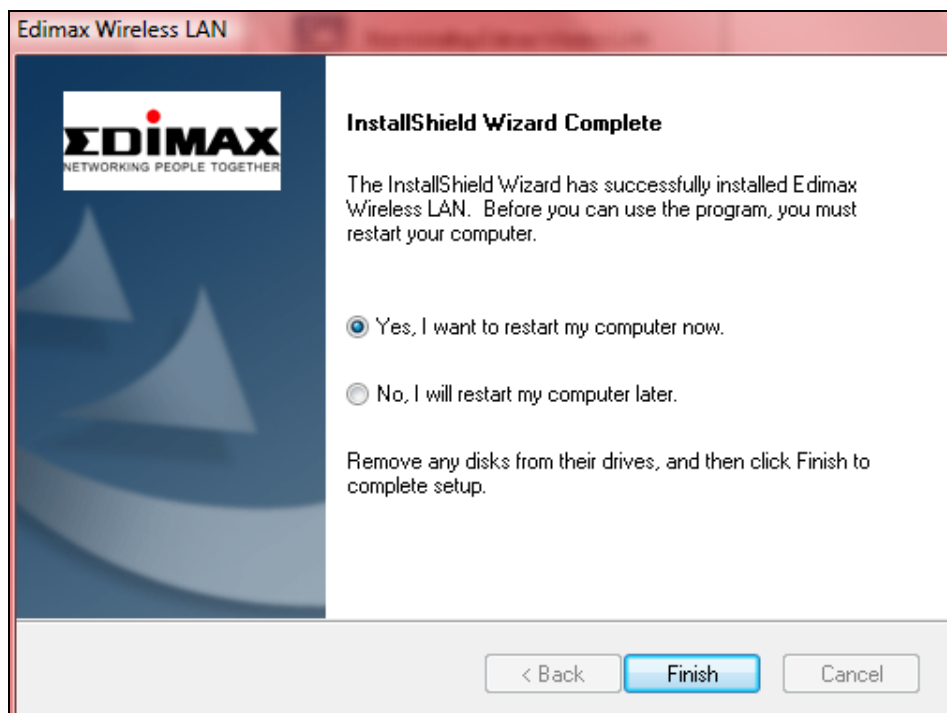 Edimax Wireless LAN
EDIMAX
NETWORKING PEOPLE TOGETHER
InstallShield Wizard Complete
The InstallShield Wizard has successfully installed Edimax
Wireless LAN. Before you can use the program, you must
restart your computer.
Yes, I want to restart my computer now.
No, I will restart my computer later.
Remove any disks from their drives, and then click Finish to
complete setup.
< Back
Finish
Cancel